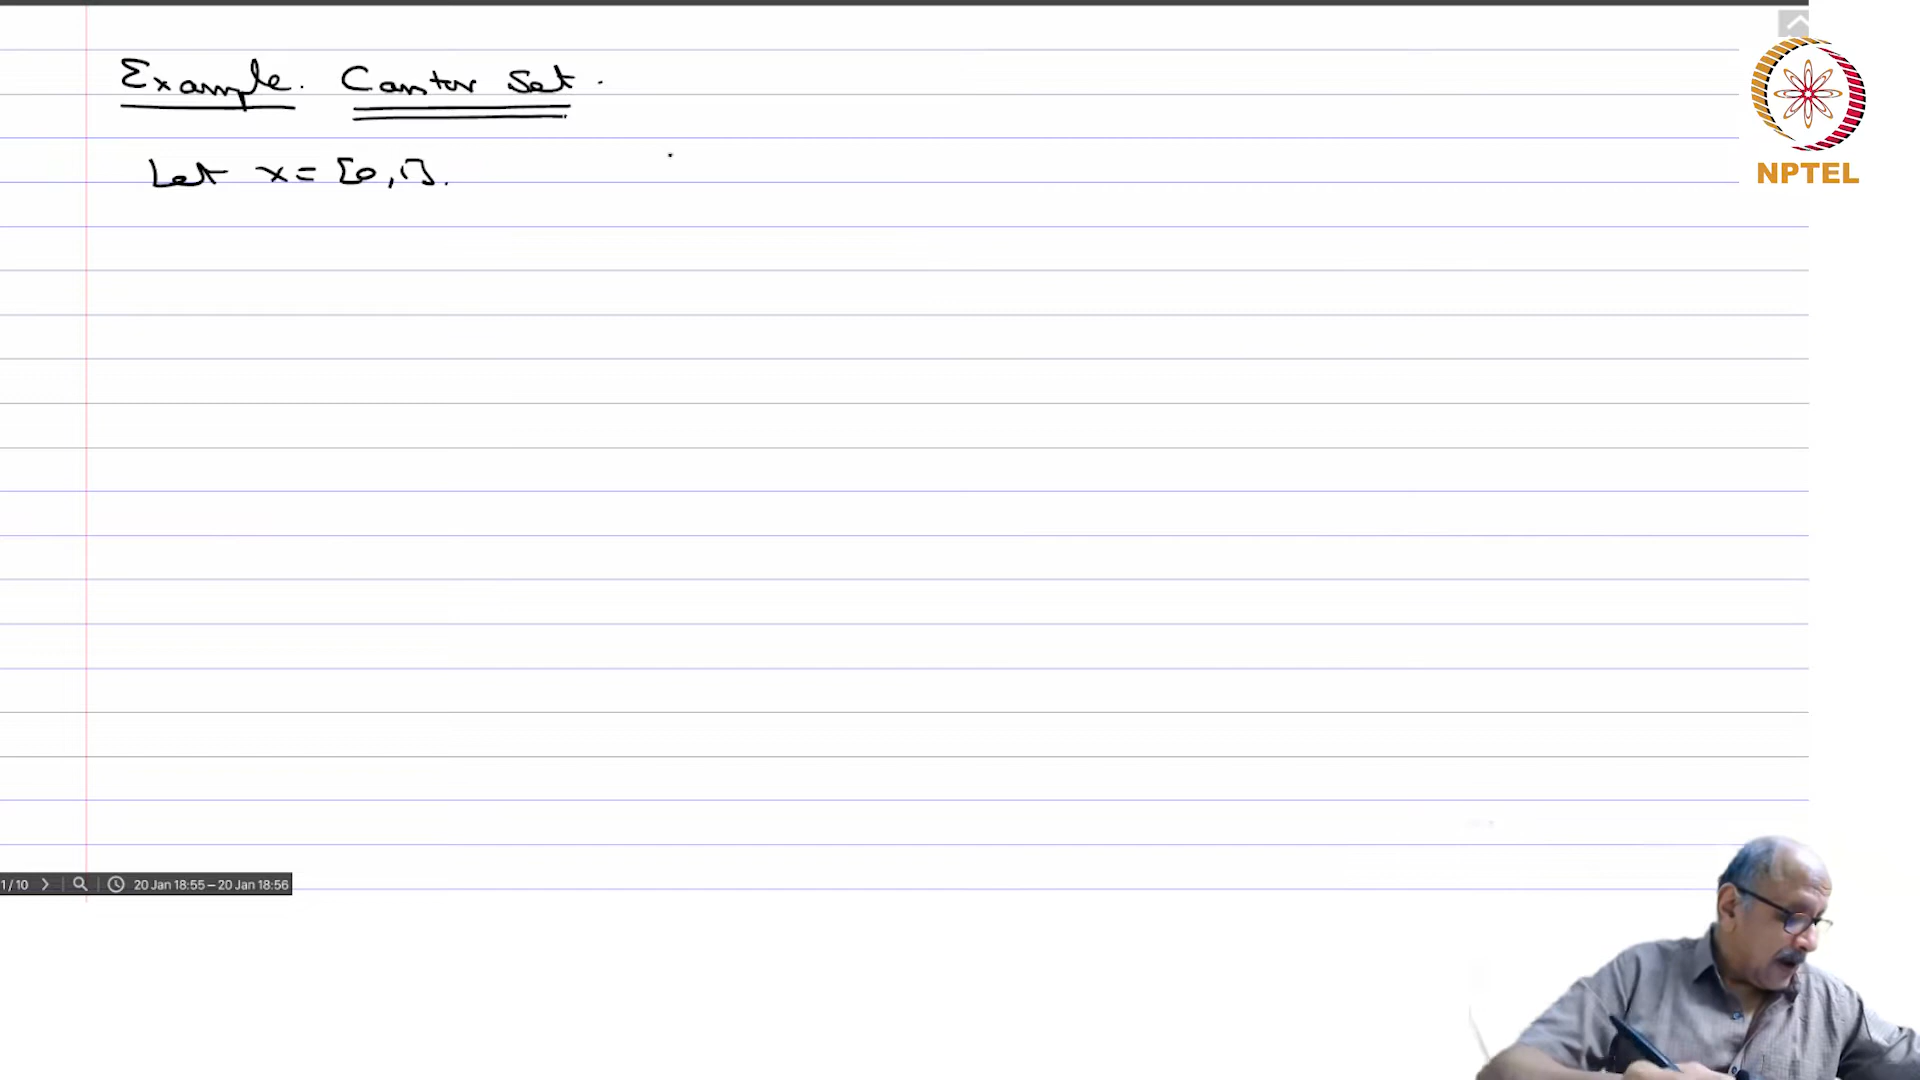 Example. Cantor Set.
Let X = [0,1].
NPTEL
1/10 20 Jan 18:55 – 20 Jan 18:56